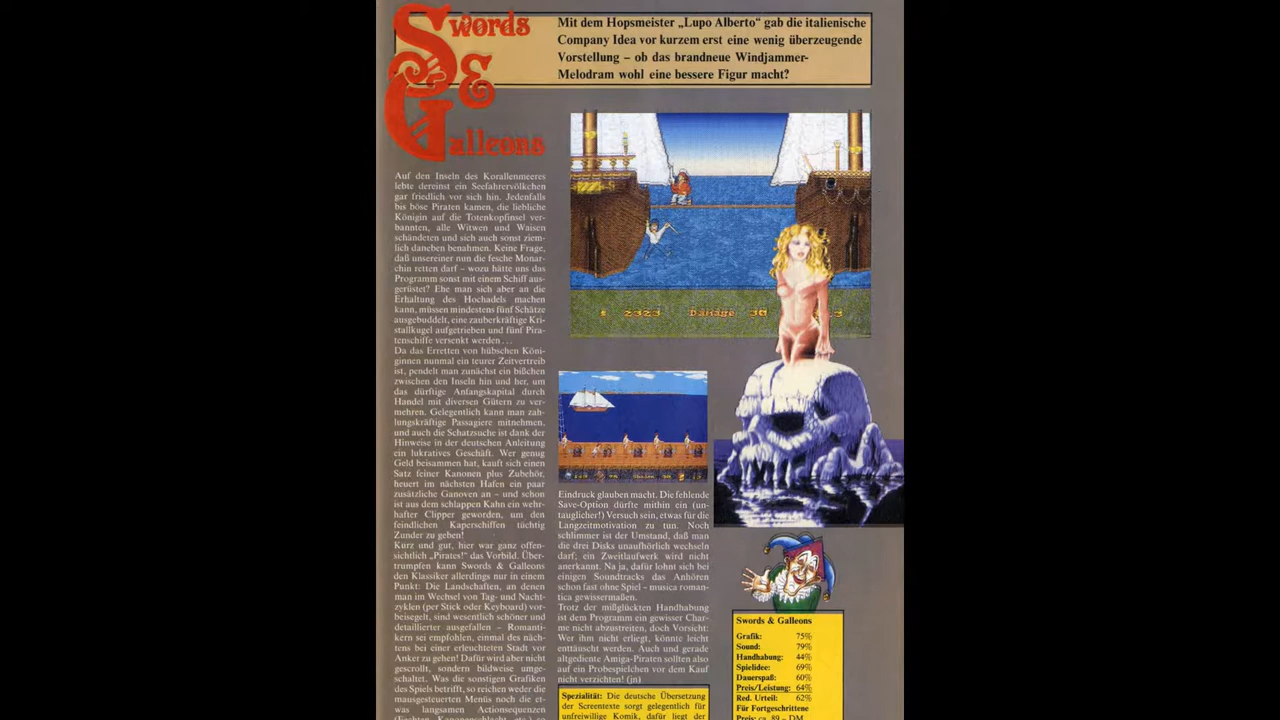 Swords
&
Galleons
Mit dem Hopsmeister „Lupo Alberto“ gab die italienische
Company Idea vor kurzem erst eine wenig überzeugende
Vorstellung – ob das brandneue Windjammer-
Melodram wohl eine bessere Figur macht?
Auf den Inseln des Korallenmeeres
lebte dereinst ein Seefahrervölkchen
gar friedlich vor sich hin. Jedenfalls
bis böse Piraten kamen, die liebliche
Königin auf die Totenkopfinsel ver-
bannten, alle Witwen und Waisen
schändeten und sich auch sonst ziem-
lich daneben benahmen. Keine Frage,
daß unsereiner nun die fesche Monar-
chin retten darf – wozu hätte uns das
Programm sonst mit einem Schiff aus-
gerüstet? Ehe man sich aber an die
Erhaltung des Hochadels machen
kann, müssen mindestens fünf Schätze
ausgebuddelt, eine zauberkräftige Kri-
stallkugel aufgetrieben und fünf Pira-
tenschiffe versenkt werden . . .
Da das Erretten von hübschen Köni-
ginnen nunmal ein teurer Zeitvertreib
ist, pendelt man zunächst ein bißchen
zwischen den Inseln hin und her, um
das dürftige Anfangskapital durch
Handel mit diversen Gütern zu ver-
mehren. Gelegentlich kann man zah-
lungskräftige Passagiere mitnehmen,
und auch die Schatzsuche ist dank der
Hinweise in der deutschen Anleitung
ein lukratives Geschäft. Wer genug
Geld beisammen hat, kauft sich einen
Satz feiner Kanonen plus Zubehör,
heuert im nächsten Hafen ein paar
zusätzliche Ganoven an – und schon
ist aus dem schlappen Kahn ein wehr-
hafter Clipper geworden, um den
feindlichen Kaperschiffen tüchtig
Zunder zu geben!
Kurz und gut, hier war ganz offen-
sichtlich „Pirates!“ das Vorbild. Über-
trumpfen kann Swords & Galleons
den Klassiker allerdings nur in einem
Punkt: Die Landschaften, an denen
man im Wechsel von Tag- und Nacht-
zyklen (per Stick oder Keyboard) vor-
beisegelt, sind wesentlich schöner und
detaillierter ausgefallen – Romanti-
kern sei empfohlen, einmal des näch-
tens bei einer erleuchteten Stadt vor
Anker zu gehen! Dafür wird aber nicht
gescrollt, sondern bildweise umge-
schaltet. Was die sonstigen Grafiken
des Spiels betrifft, so reichen weder die
mausgesteuerten Menüs noch die et-
was langsamen Actionsequenzen
(Fechten, Kanonenschlacht, etc.) so
$ 2323 Damage 30
Eindruck glauben macht. Die fehlende
Save-Option dürfte mithin ein (un-
tauglicher!) Versuch sein, etwas für die
Langzeitmotivation zu tun. Noch
schlimmer ist der Umstand, daß man
die drei Disks unaufhörlich wechseln
darf; ein Zweitlaufwerk wird nicht
anerkannt. Na ja, dafür lohnt sich bei
einigen Soundtracks das Anhören
schon fast ohne Spiel – musica roman-
tica gewissermaßen.
Trotz der mißglückten Handhabung
ist dem Programm ein gewisser Char-
me nicht abzustreiten, doch Vorsicht:
Wer ihm nicht erliegt, könnte leicht
enttäuscht werden. Auch und gerade
altgediente Amiga-Piraten sollten also
auf ein Probespielchen vor dem Kauf
nicht verzichten! (jn)
Spezialität: Die deutsche Übersetzung
der Screentexte sorgt gelegentlich für
unfreiwillige Komik, dafür liegt der
Swords & Galleons
Grafik: 75%
Sound: 79%
Handhabung: 44%
Spielidee: 69%
Dauerspaß: 60%
Preis/Leistung: 64%
Red. Urteil: 62%
Für Fortgeschrittene
Preis: ca. 89,– DM